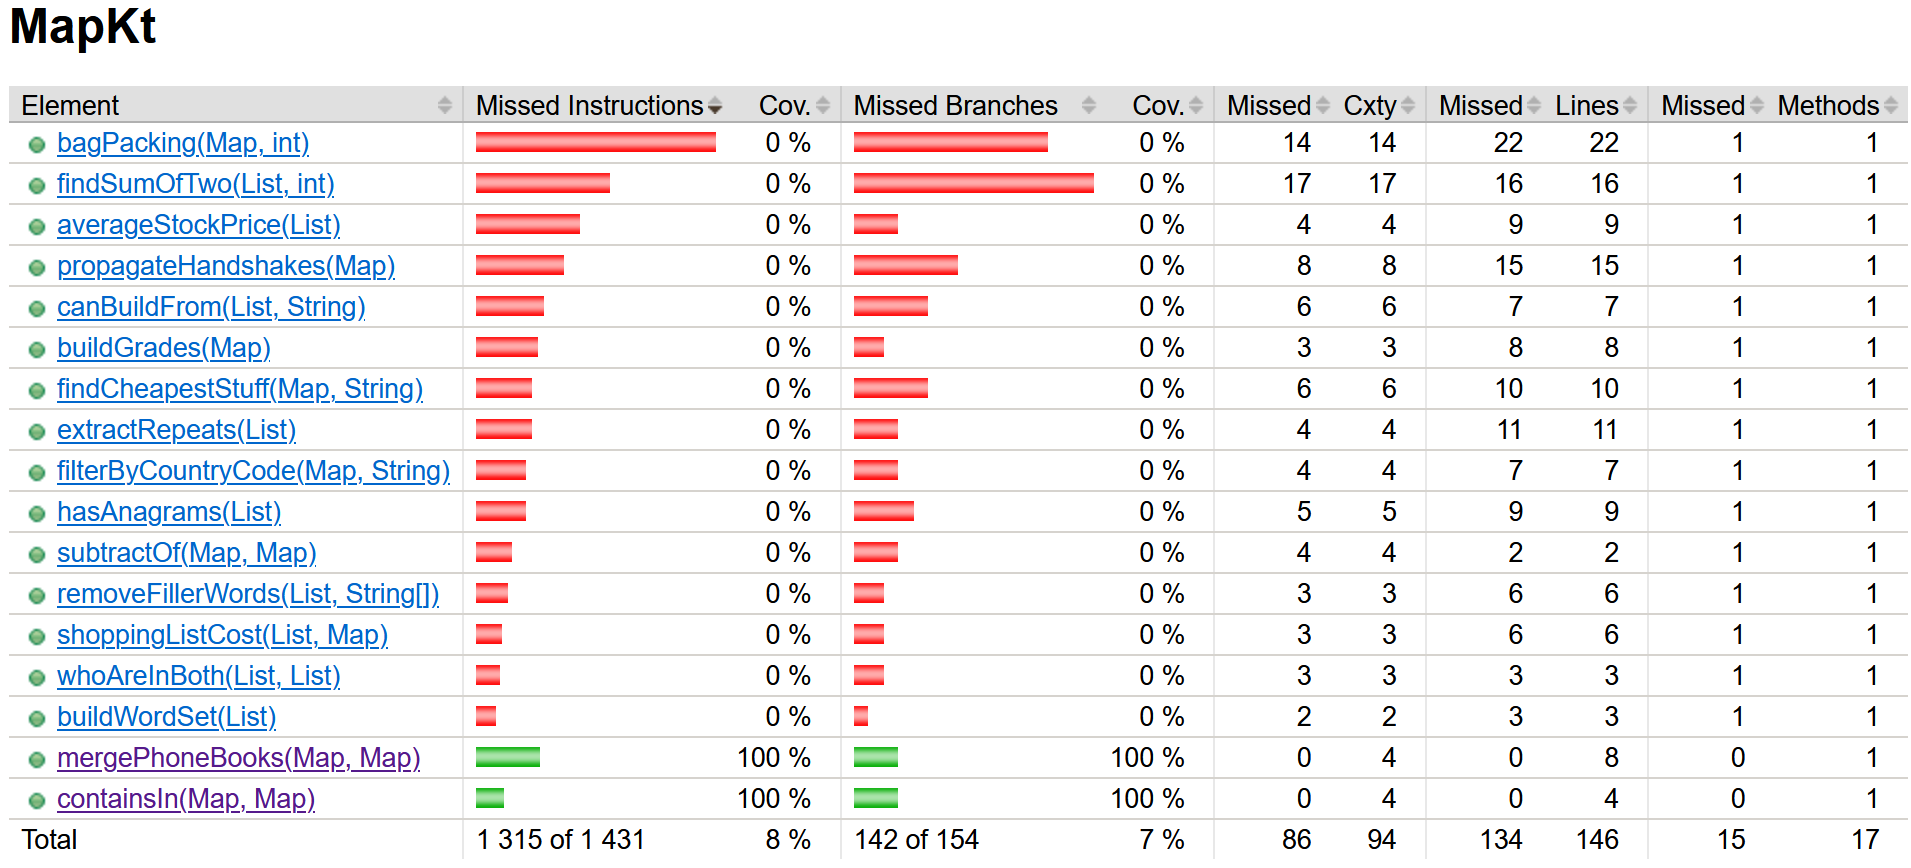 MapKt
Element Missed Instructions Cov. Missed Branches Cov. Missed Cxty Missed Lines Missed Methods
bagPacking(Map, int) 0 % 0 % 14 14 22 22 1 1
findSumOfTwo(List, int) 0 % 0 % 17 17 16 16 1 1
averageStockPrice(List) 0 % 0 % 4 4 9 9 1 1
propagateHandshakes(Map) 0 % 0 % 8 8 15 15 1 1
canBuildFrom(List, String) 0 % 0 % 6 6 7 7 1 1
buildGrades(Map) 0 % 0 % 3 3 8 8 1 1
findCheapestStuff(Map, String) 0 % 0 % 6 6 10 10 1 1
extractRepeats(List) 0 % 0 % 4 4 11 11 1 1
filterByCountryCode(Map, String) 0 % 0 % 4 4 7 7 1 1
hasAnagrams(List) 0 % 0 % 5 5 9 9 1 1
subtractOf(Map, Map) 0 % 0 % 4 4 2 2 1 1
removeFillerWords(List, String[]) 0 % 0 % 3 3 6 6 1 1
shoppingListCost(List, Map) 0 % 0 % 3 3 6 6 1 1
whoAreInBoth(List, List) 0 % 0 % 3 3 3 3 1 1
buildWordSet(List) 0 % 0 % 2 2 3 3 1 1
mergePhoneBooks(Map, Map) 100 % 100 % 0 4 0 8 0 1
containsIn(Map, Map) 100 % 100 % 0 4 0 4 0 1
Total 1 315 of 1 431 8 % 142 of 154 7 % 86 94 134 146 15 17